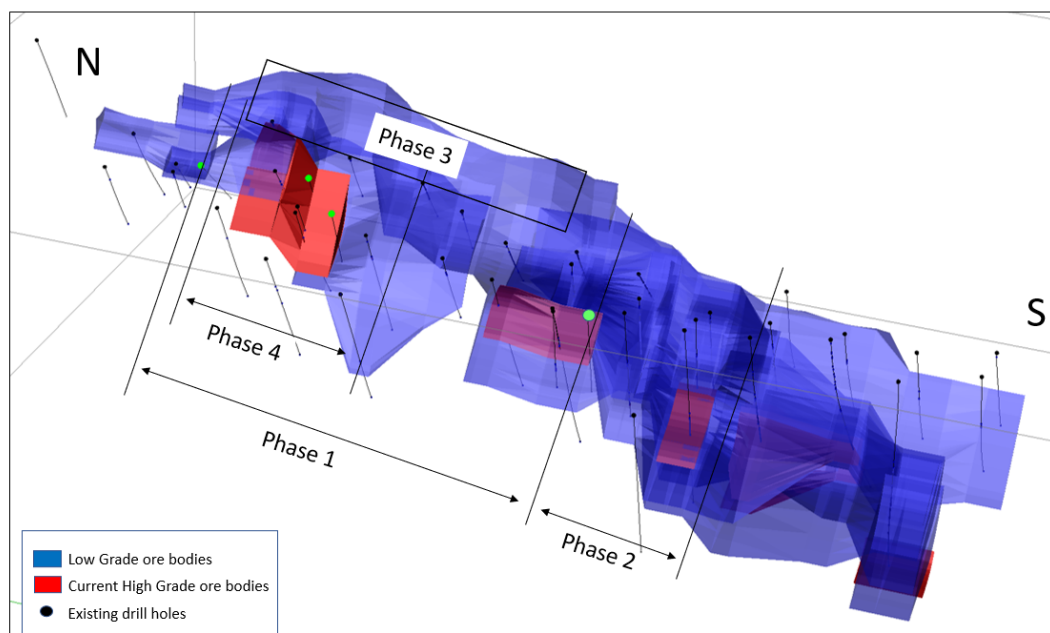 N
Phase 3
S
Phase 4
Phase 1
Phase 2
Low Grade ore bodies
Current High Grade ore bodies
Existing drill holes